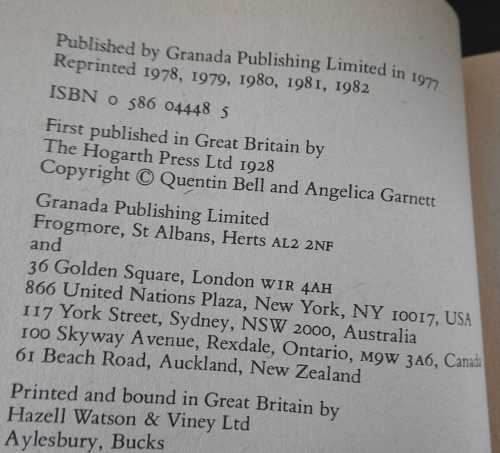 Published by Granada Publishing Limited in 1977
Reprinted 1978, 1979, 1980, 1981, 1982
ISBN 0 586 04448 5
First published in Great Britain by
The Hogarth Press Ltd 1928
Copyright © Quentin Bell and Angelica Garnett
Granada Publishing Limited
Frogmore, St Albans, Herts AL2 2NF
and
36 Golden Square, London W1R 4AH
866 United Nations Plaza, New York, NY 10017, USA
117 York Street, Sydney, NSW 2000, Australia
100 Skyway Avenue, Rexdale, Ontario, M9W 3A6, Canada
61 Beach Road, Auckland, New Zealand
Printed and bound in Great Britain by
Hazell Watson & Viney Ltd
Aylesbury, Bucks